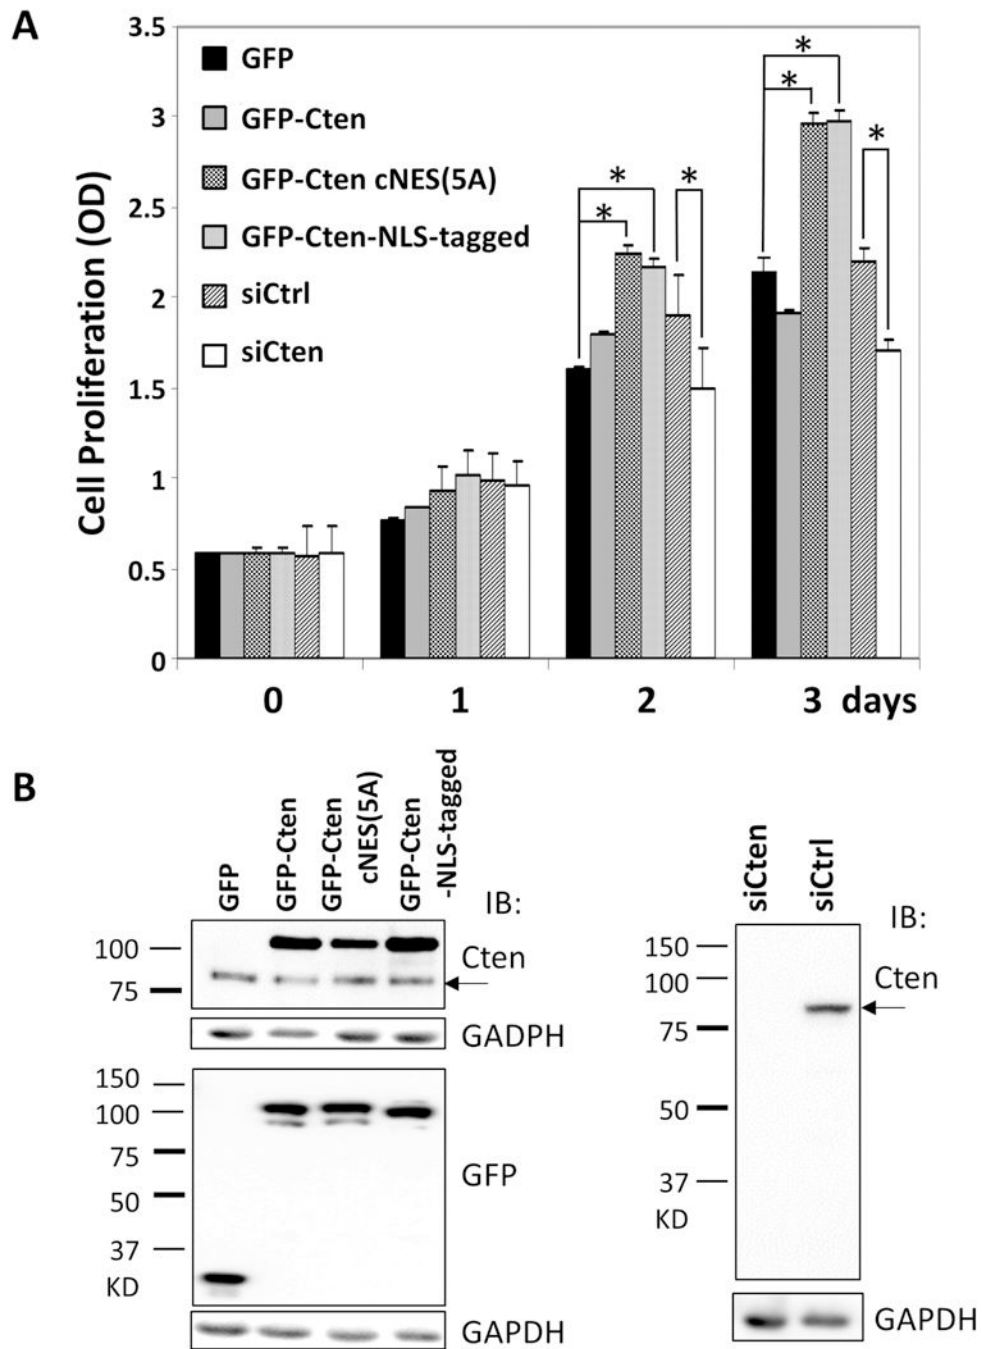 A
3.5
3
2.5
2
1.5
1
0.5
0
Cell Proliferation (OD)
GFP
GFP-Cten
GFP-Cten cNES(5A)
GFP-Cten-NLS-tagged
siCtrl
siCten
* * *
* * *
0 1 2 3 days
B
GFP
GFP-Cten
GFP-Cten
cNES(5A)
GFP-Cten
-NLS-tagged
IB:
100
75
Cten
GADPH
150
100
75
50
37
KD
GFP
GAPDH
siCten
siCtrl
IB:
150
100
75
50
37
KD
Cten
GAPDH